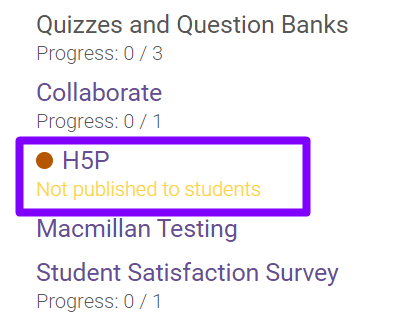 Quizzes and Question Banks
Progress: 0 / 3
Collaborate
Progress: 0 / 1
H5P
Not published to students
Macmillan Testing
Student Satisfaction Survey
Progress: 0 / 1